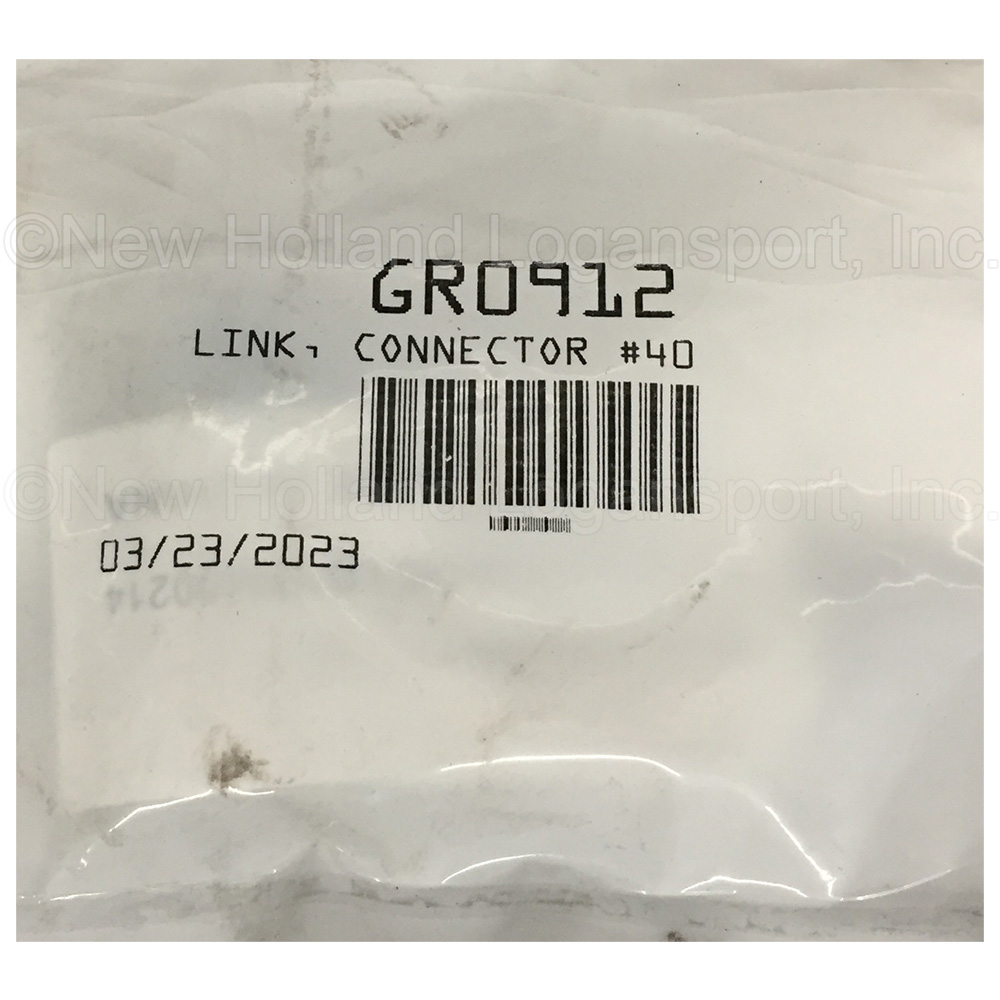 ©New Holland Logansport, Inc.
GR0912
LINK, CONNECTOR #40
©New Holland Logansport, Inc.
03/23/2023